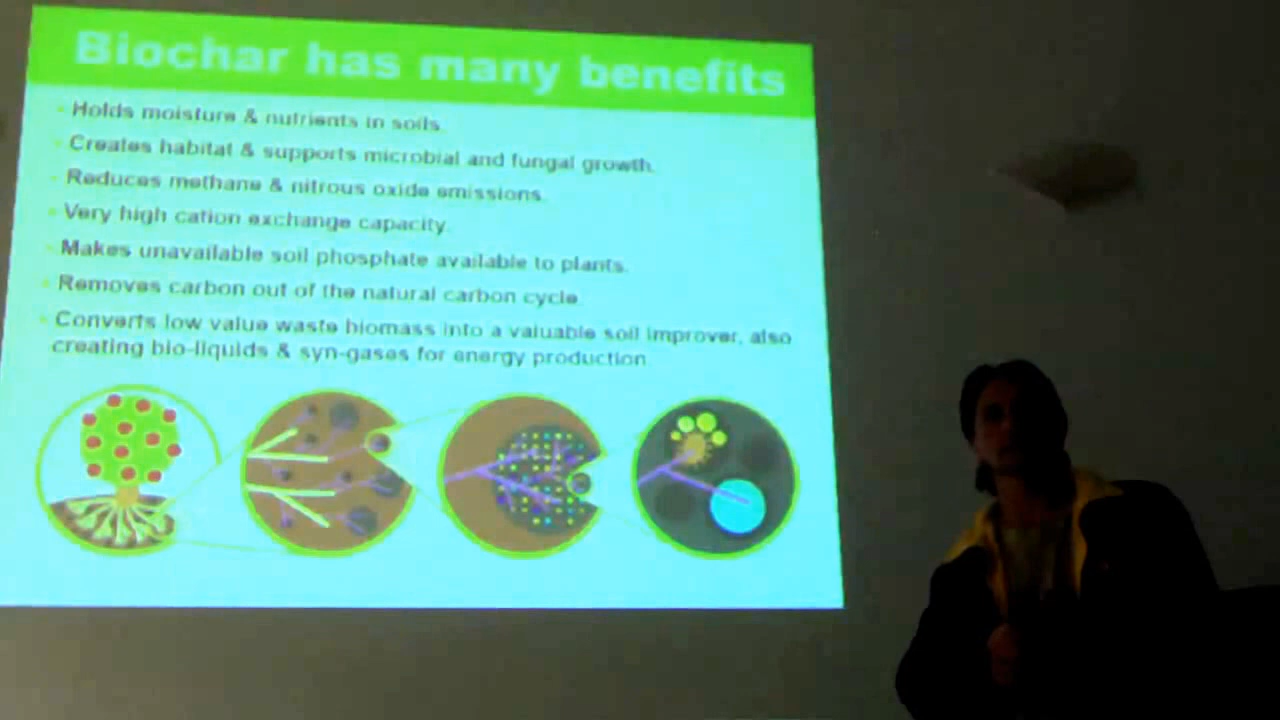 Biochar has many benefits
Holds moisture & nutrients in soils.
Creates habitat & supports microbial and fungal growth.
Reduces methane & nitrous oxide emissions.
Very high cation exchange capacity.
Makes unavailable soil phosphate available to plants.
Removes carbon out of the natural carbon cycle.
Converts low value waste biomass into a valuable soil improver, also
creating bio-liquids & syn-gases for energy production.